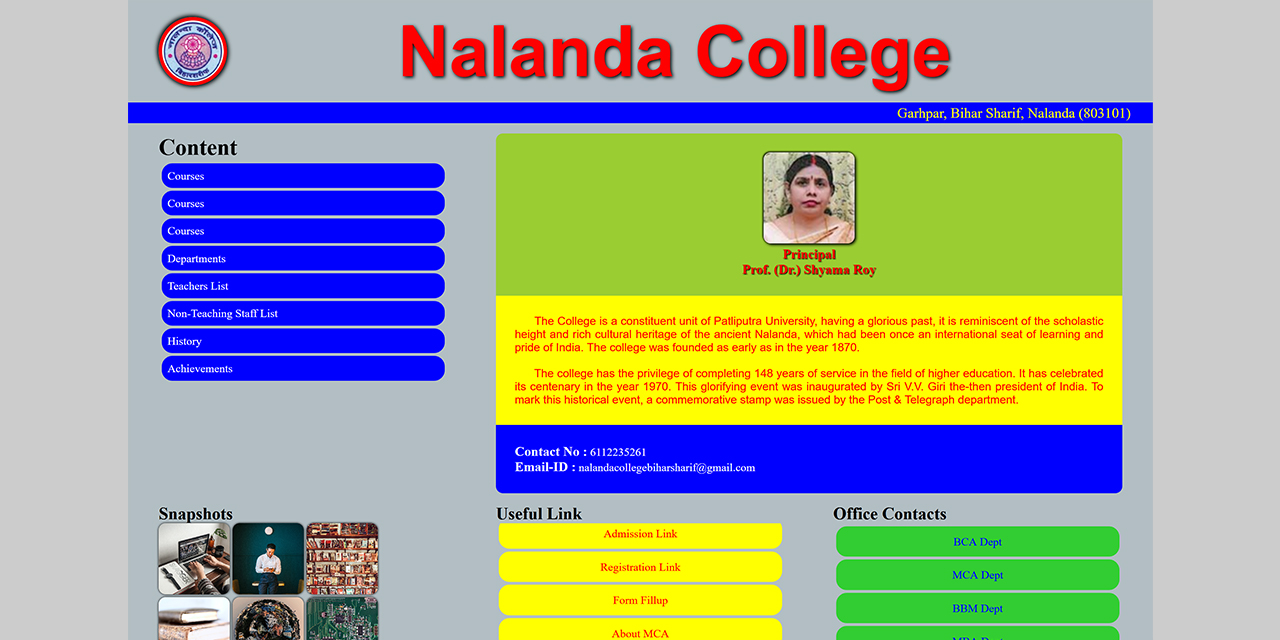 नालन्दा कॉलेज
बिहारशरीफ
Nalanda College
Garhpar, Bihar Sharif, Nalanda (803101)
Content
Courses
Courses
Courses
Departments
Teachers List
Non-Teaching Staff List
History
Achievements
Principal
Prof. (Dr.) Shyama Roy
The College is a constituent unit of Patliputra University, having a glorious past, it is reminiscent of the scholastic
height and rich cultural heritage of the ancient Nalanda, which had been once an international seat of learning and
pride of India. The college was founded as early as in the year 1870.
The college has the privilege of completing 148 years of service in the field of higher education. It has celebrated
its centenary in the year 1970. This glorifying event was inaugurated by Sri V.V. Giri the-then president of India. To
mark this historical event, a commemorative stamp was issued by the Post & Telegraph department.
Contact No : 6112235261
Email-ID : nalandacollegebiharsharif@gmail.com
Snapshots
Useful Link
Admission Link
Registration Link
Form Fillup
About MCA
Office Contacts
BCA Dept
MCA Dept
BBM Dept
MBA Dept